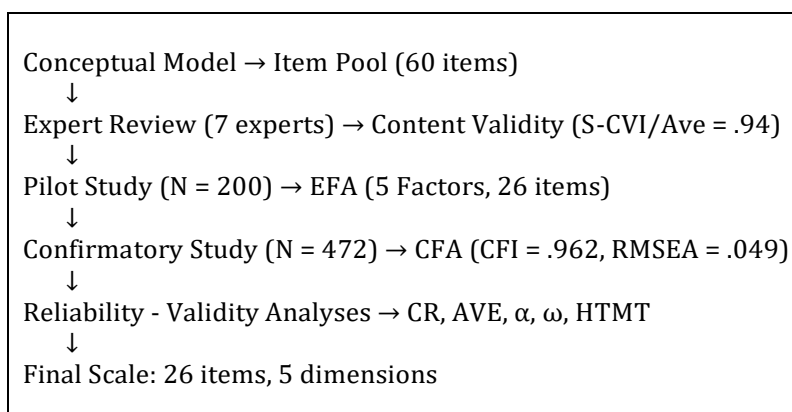 Conceptual Model → Item Pool (60 items)
↓
Expert Review (7 experts) → Content Validity (S-CVI/Ave = .94)
↓
Pilot Study (N = 200) → EFA (5 Factors, 26 items)
↓
Confirmatory Study (N = 472) → CFA (CFI = .962, RMSEA = .049)
↓
Reliability - Validity Analyses → CR, AVE, α, ω, HTMT
↓
Final Scale: 26 items, 5 dimensions